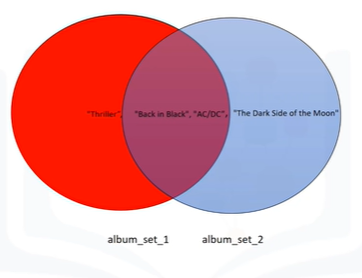 "Thriller", "Back in Black", "AC/DC", "The Dark Side of the Moon"
album_set_1 album_set_2